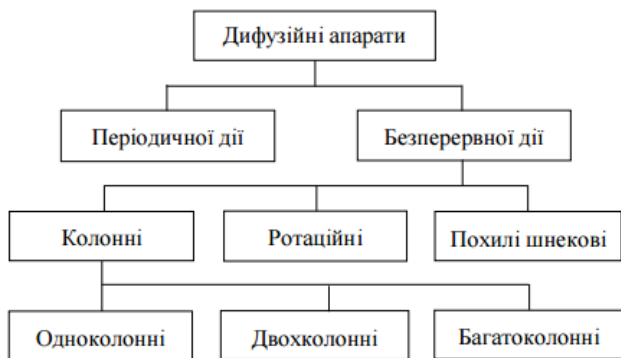 Дифузійні апарати
Періодичної дії
Безперервної дії
Колонні
Ротаційні
Похилі шнекові
Одноколонні
Двохколонні
Багатоколонні